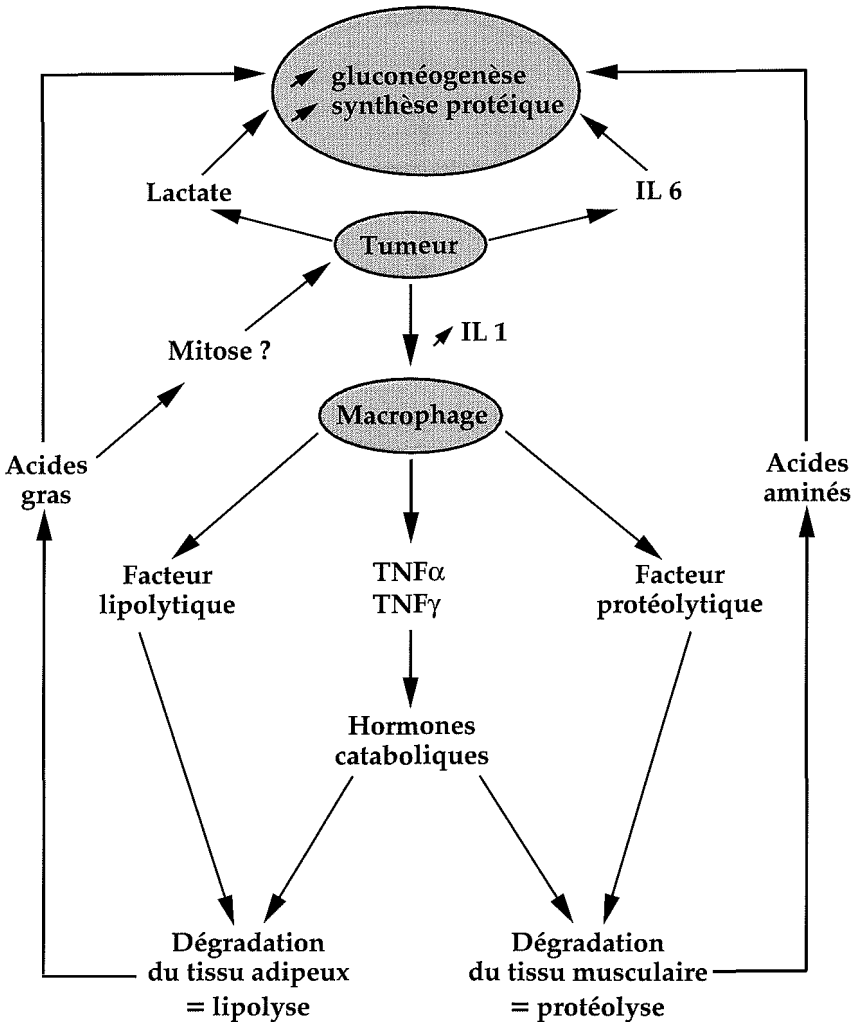 gluconéogenèse
synthèse protéique
Lactate
IL 6
Tumeur
IL 1
Mitose ?
Macrophage
Acides
gras
Acides
aminés
Facteur
lipolytique
TNFα
TNFγ
Facteur
protéolytique
Hormones
cataboliques
Dégradation
du tissu adipeux
= lipolyse
Dégradation
du tissu musculaire
= protéolyse